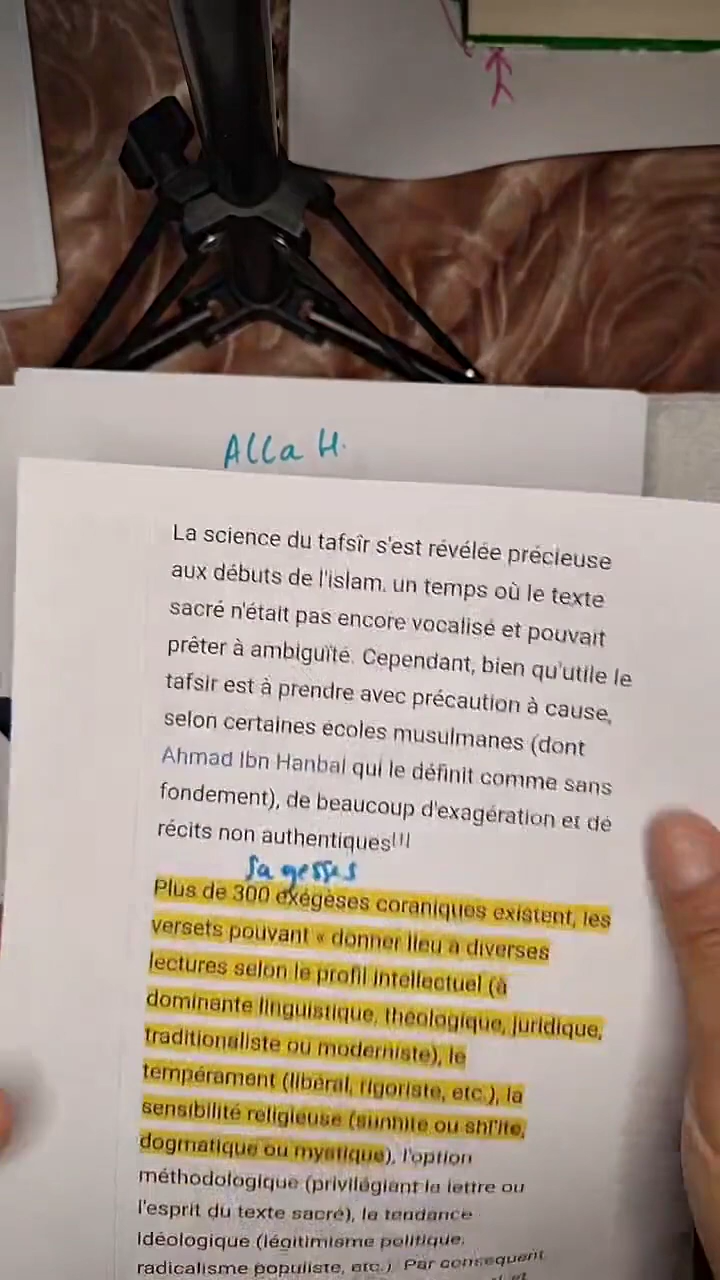 Alla H.
La science du tafsîr s'est révélée précieuse
aux débuts de l'islam, un temps où le texte
sacré n'était pas encore vocalisé et pouvait
prêter à ambiguïté. Cependant, bien qu'utile le
tafsir est à prendre avec précaution à cause,
selon certaines écoles musulmanes (dont
Ahmad Ibn Hanbal qui le définit comme sans
fondement), de beaucoup d'exagération et de
récits non authentiques[1]
Sagesses
Plus de 300 exégèses coraniques existent, les
versets pouvant « donner lieu à diverses
lectures selon le profil intellectuel (à
dominante linguistique, théologique, juridique,
traditionaliste ou moderniste), le
tempérament (libéral, rigoriste, etc.), la
sensibilité religieuse (sunnite ou shi'ite,
dogmatique ou mystique), l'option
méthodologique (privilégiant la lettre ou
l'esprit du texte sacré), la tendance
idéologique (légitimisme politique,
radicalisme populiste, etc.). Par conséquent